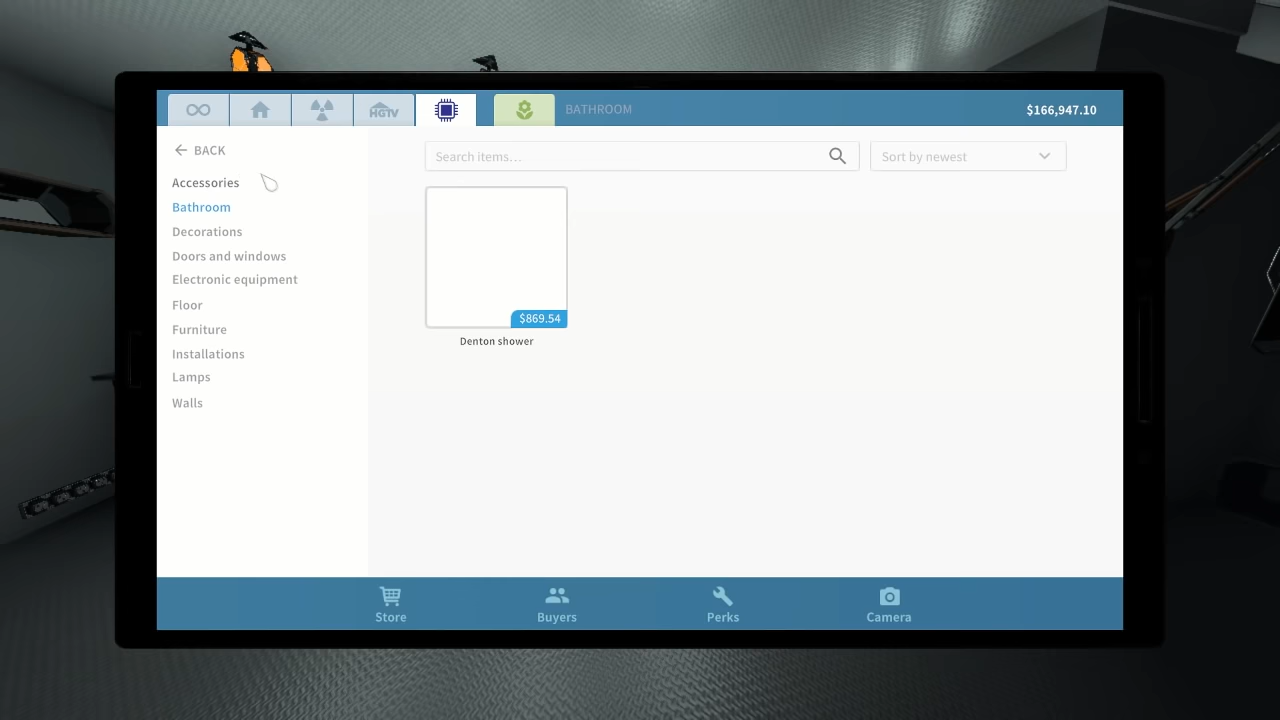 HGTV
BATHROOM
$166,947.10
BACK
Search items...
Sort by newest
Accessories
Bathroom
Decorations
Doors and windows
Electronic equipment
Floor
Furniture
Installations
Lamps
Walls
$869.54
Denton shower
Store
Buyers
Perks
Camera